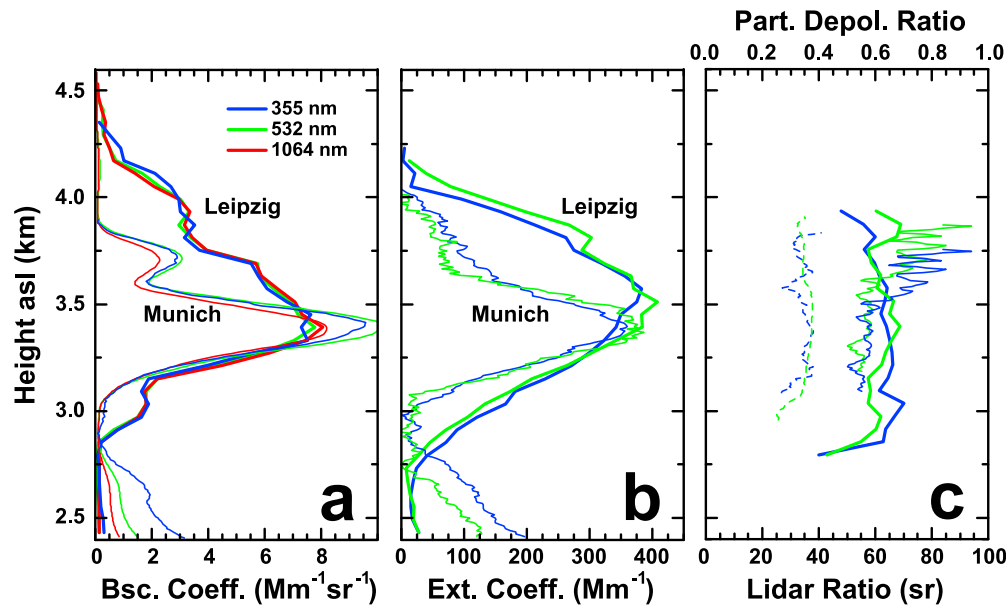 Part. Depol. Ratio
0.0 0.2 0.4 0.6 0.8 1.0
4.5
4.0
3.5
3.0
2.5
Height asl (km)
355 nm
532 nm
1064 nm
Leipzig
Munich
a
Leipzig
Munich
b
c
0 2 4 6 8
0 100 200 300 400
0 20 40 60 80 100
Bsc. Coeff. (Mm⁻¹sr⁻¹)
Ext. Coeff. (Mm⁻¹)
Lidar Ratio (sr)